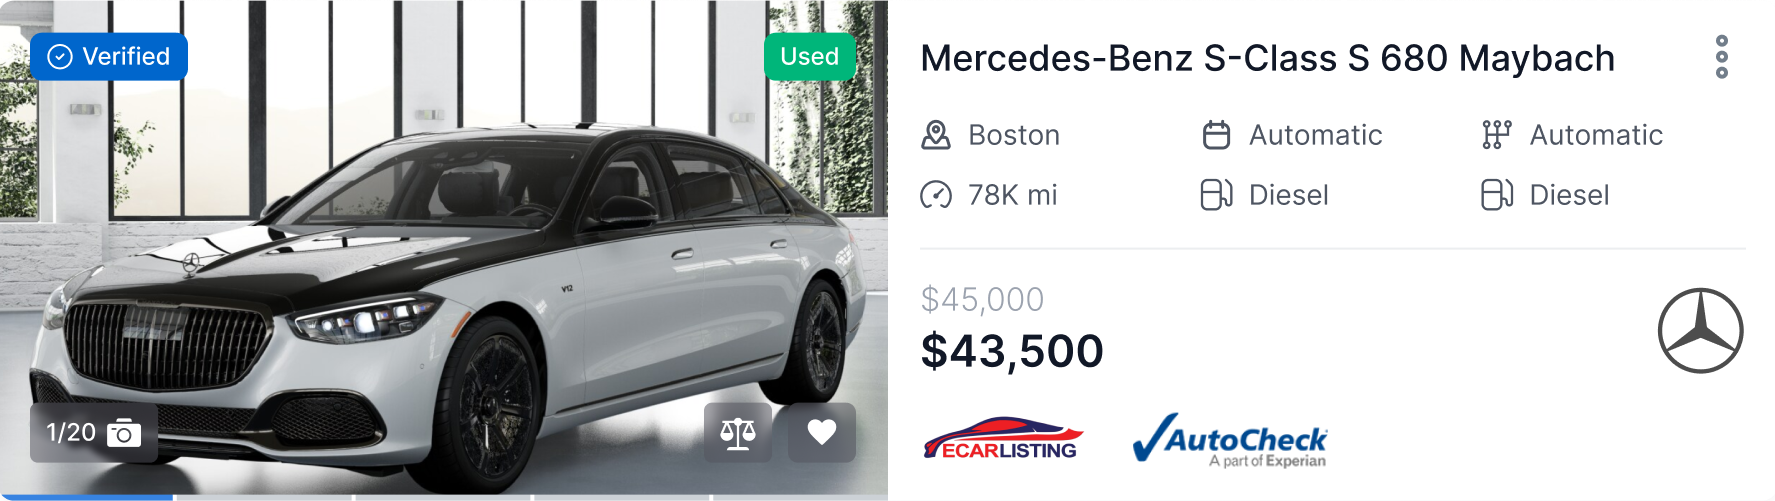 Verified
Used
V12
1/20
Mercedes-Benz S-Class S 680 Maybach
Boston
Automatic
Automatic
78K mi
Diesel
Diesel
$45,000
$43,500
ECARLISTING
AutoCheck
A part of Experian